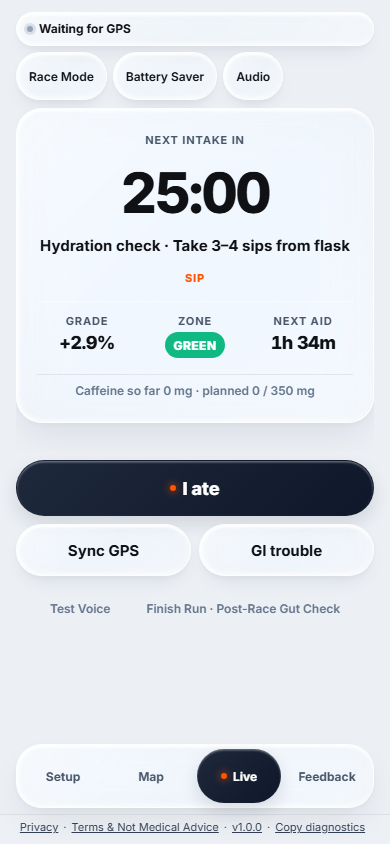 Waiting for GPS
Race Mode Battery Saver Audio
NEXT INTAKE IN
25:00
Hydration check · Take 3–4 sips from flask
SIP
GRADE ZONE NEXT AID
+2.9% GREEN 1h 34m
Caffeine so far 0 mg · planned 0 / 350 mg
I ate
Sync GPS GI trouble
Test Voice Finish Run · Post-Race Gut Check
Setup Map Live Feedback
Privacy · Terms & Not Medical Advice · v1.0.0 · Copy diagnostics